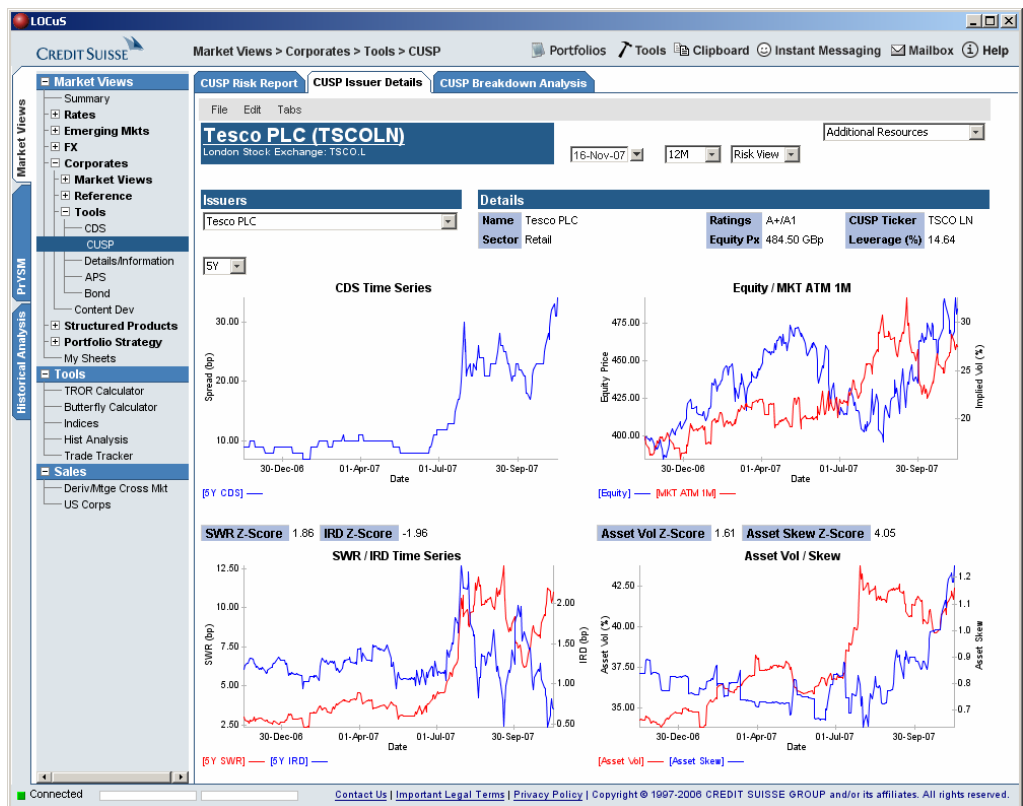 LOCuS
CREDIT SUISSE
Market Views > Corporates > Tools > CUSP
Portfolios Tools Clipboard Instant Messaging Mailbox Help
Market Views
PrYSM
Historical Analysis
Market Views
Summary
Rates
Emerging Mkts
FX
Corporates
Market Views
Reference
Tools
CDS
CUSP
Details/Information
APS
Bond
Content Dev
Structured Products
Portfolio Strategy
My Sheets
Tools
TROR Calculator
Butterfly Calculator
Indices
Hist Analysis
Trade Tracker
Sales
Deriv/Mtge Cross Mkt
US Corps
CUSP Risk Report CUSP Issuer Details CUSP Breakdown Analysis
File Edit Tabs
Tesco PLC (TSCOLN)
London Stock Exchange: TSCO.L
16-Nov-07 12M Risk View
Additional Resources
Issuers
Tesco PLC
5Y
Details
Name Tesco PLC Ratings A+/A1 CUSP Ticker TSCO LN
Sector Retail Equity Px 484.50 GBp Leverage (%) 14.64
CDS Time Series
Spread (bp)
30.00
20.00
10.00
30-Dec-06 01-Apr-07 01-Jul-07 30-Sep-07
Date
[5Y CDS]
Equity / MKT ATM 1M
Equity Price
475.00
450.00
425.00
400.00
30
25
20
Implied Vol (%)
30-Dec-06 01-Apr-07 01-Jul-07 30-Sep-07
Date
[Equity] [MKT ATM 1M]
SWR Z-Score 1.86 IRD Z-Score -1.96
SWR / IRD Time Series
SWR (bp)
12.50
10.00
7.50
5.00
2.50
2.00
1.50
1.00
0.50
IRD (bp)
30-Dec-06 01-Apr-07 01-Jul-07 30-Sep-07
Date
[5Y SWR] [5Y IRD]
Asset Vol Z-Score 1.61 Asset Skew Z-Score 4.05
Asset Vol / Skew
Asset Vol (%)
42.50
40.00
37.50
35.00
1.2
1.1
1.0
0.9
0.8
0.7
Asset Skew
30-Dec-06 01-Apr-07 01-Jul-07 30-Sep-07
Date
[Asset Vol] [Asset Skew]
Connected
Contact Us | Important Legal Terms | Privacy Policy | Copyright © 1997-2006 CREDIT SUISSE GROUP and/or its affiliates. All rights reserved.